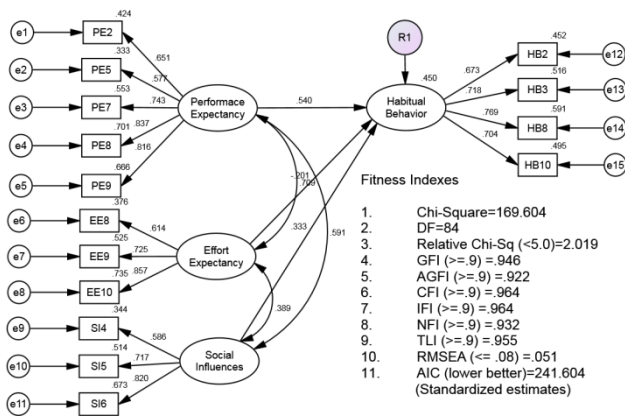 .424
e1
PE2
.333
.651
e2
PE5
.577
.553
e3
PE7
.743
.701
.837
e4
PE8
.816
.666
e5
PE9
.376
Performace
Expectancy
.540
R1
.450
Habitual
Behavior
.452
.673
HB2
e12
.516
.718
HB3
e13
.591
.769
HB8
e14
.704
.495
HB10
e15
e6
EE8
.614
.525
e7
EE9
.725
.735
.857
e8
EE10
.344
Effort
Expectancy
-.201
.709
.333
.591
.389
e9
SI4
.586
.514
e10
SI5
.717
.673
.820
e11
SI6
Social
Influences
Fitness Indexes
1. Chi-Square=169.604
2. DF=84
3. Relative Chi-Sq (<5.0)=2.019
4. GFI (>=.9) =.946
5. AGFI (>=.9) =.922
6. CFI (>=.9) =.964
7. IFI (>=.9) =.964
8. NFI (>=.9) =.932
9. TLI (>=.9) =.955
10. RMSEA (<= .08) =.051
11. AIC (lower better)=241.604
(Standardized estimates)